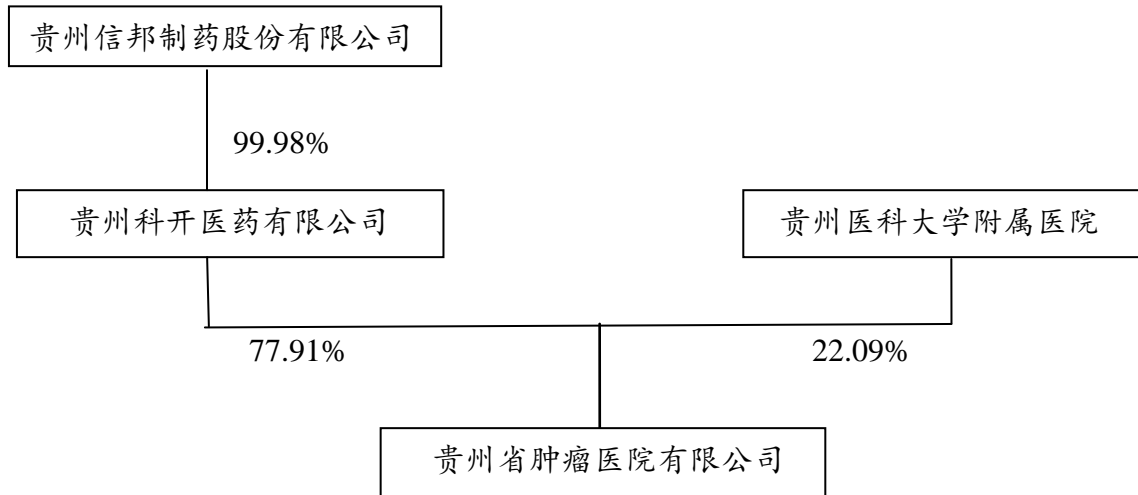 贵州信邦制药股份有限公司
99.98%
贵州科开医药有限公司
贵州医科大学附属医院
77.91%
22.09%
贵州省肿瘤医院有限公司